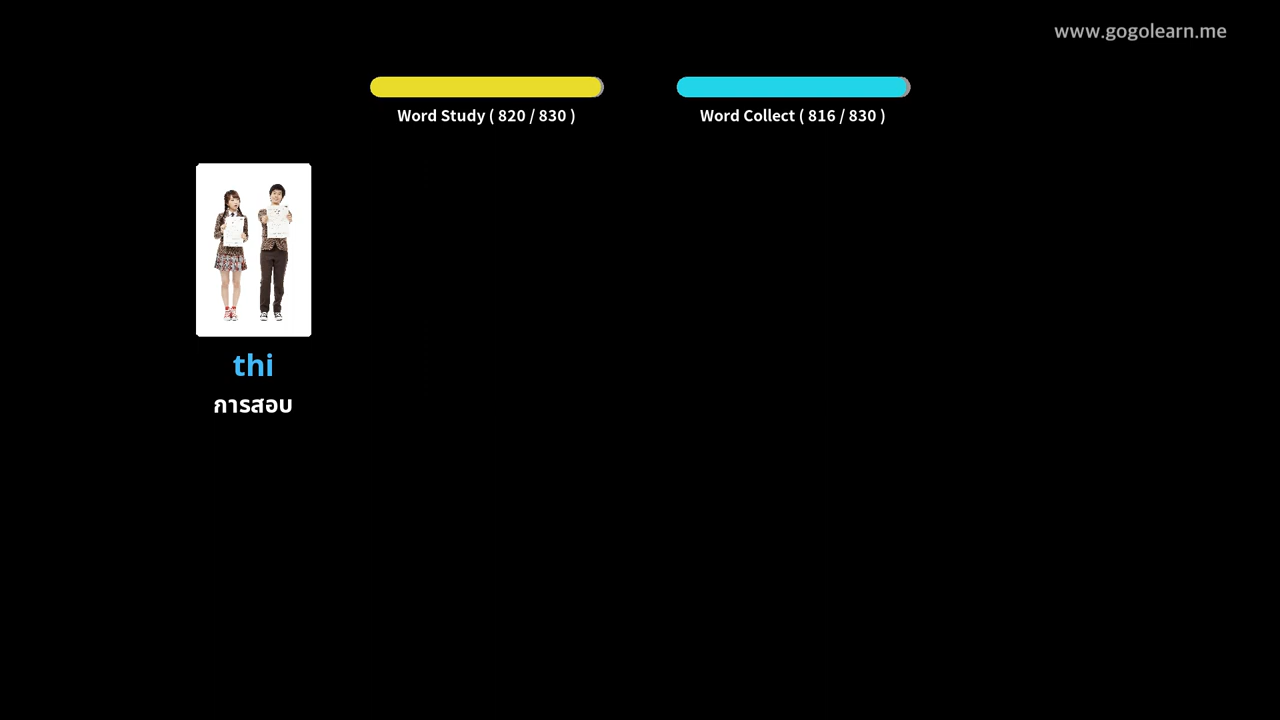 www.gogolearn.me
Word Study ( 820 / 830 )
Word Collect ( 816 / 830 )
thi
การสอบ